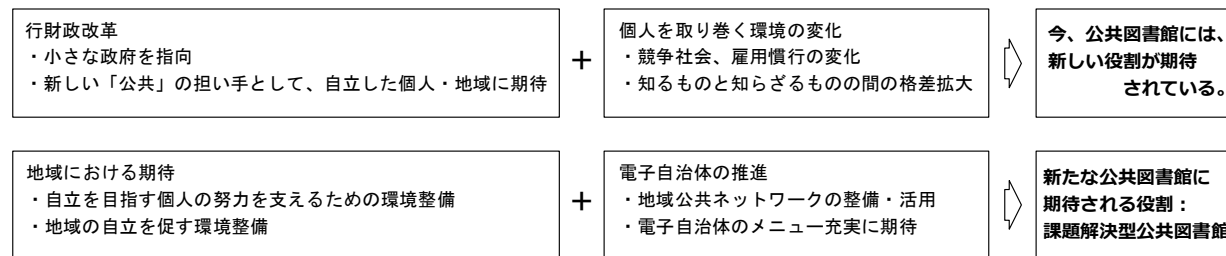 行財政改革
・小さな政府を指向
・新しい「公共」の担い手として、自立した個人・地域に期待
+
個人を取り巻く環境の変化
・競争社会、雇用慣行の変化
・知るものと知らざるものの間の格差拡大
今、公共図書館には、
新しい役割が期待
されている。
地域における期待
・自立を目指す個人の努力を支えるための環境整備
・地域の自立を促す環境整備
+
電子自治体の推進
・地域公共ネットワークの整備・活用
・電子自治体のメニュー充実に期待
新たな公共図書館に
期待される役割:
課題解決型公共図書館